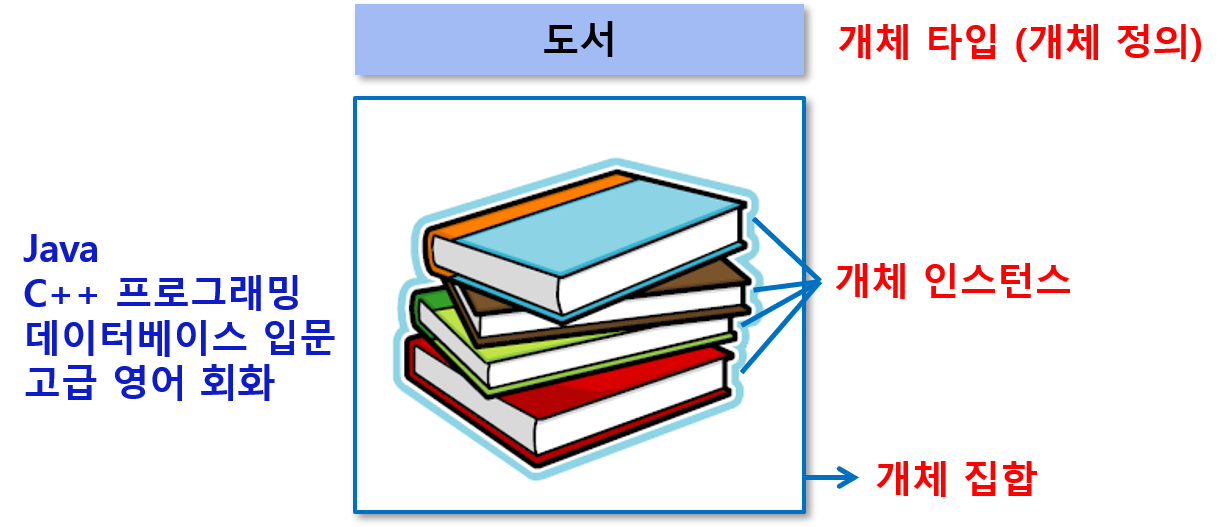 도서
개체 타입 (개체 정의)
Java
C++ 프로그래밍
데이터베이스 입문
고급 영어 회화
개체 인스턴스
개체 집합